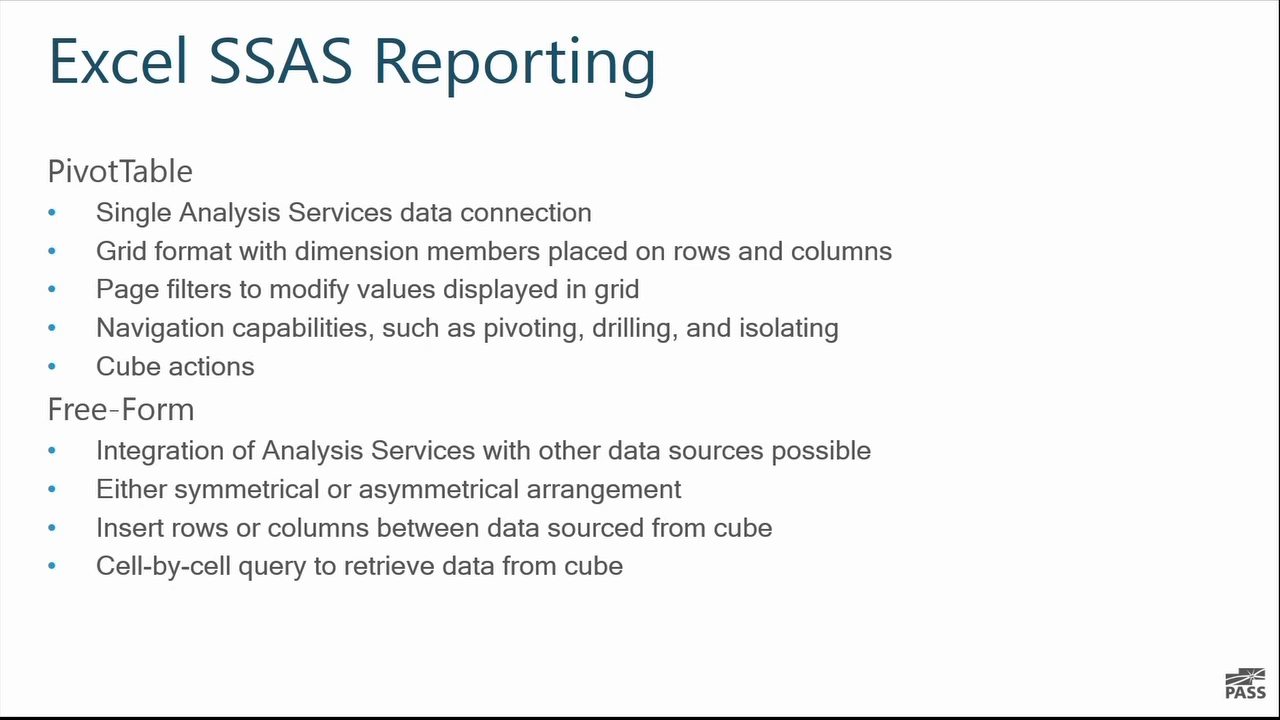 Excel SSAS Reporting
PivotTable
• Single Analysis Services data connection
• Grid format with dimension members placed on rows and columns
• Page filters to modify values displayed in grid
• Navigation capabilities, such as pivoting, drilling, and isolating
• Cube actions
Free-Form
• Integration of Analysis Services with other data sources possible
• Either symmetrical or asymmetrical arrangement
• Insert rows or columns between data sourced from cube
• Cell-by-cell query to retrieve data from cube
PASS